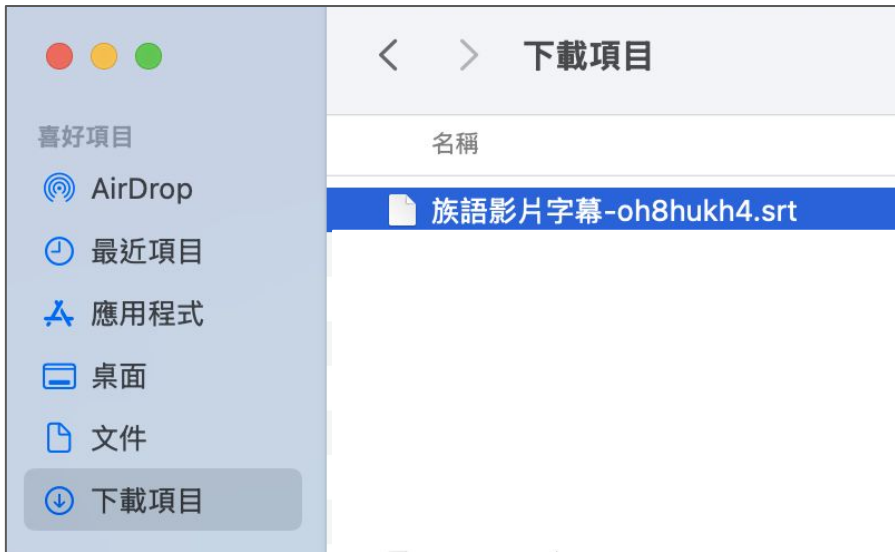 下載項目
喜好項目
名稱
AirDrop
族語影片字幕-oh8hukh4.srt
最近項目
應用程式
桌面
文件
下載項目